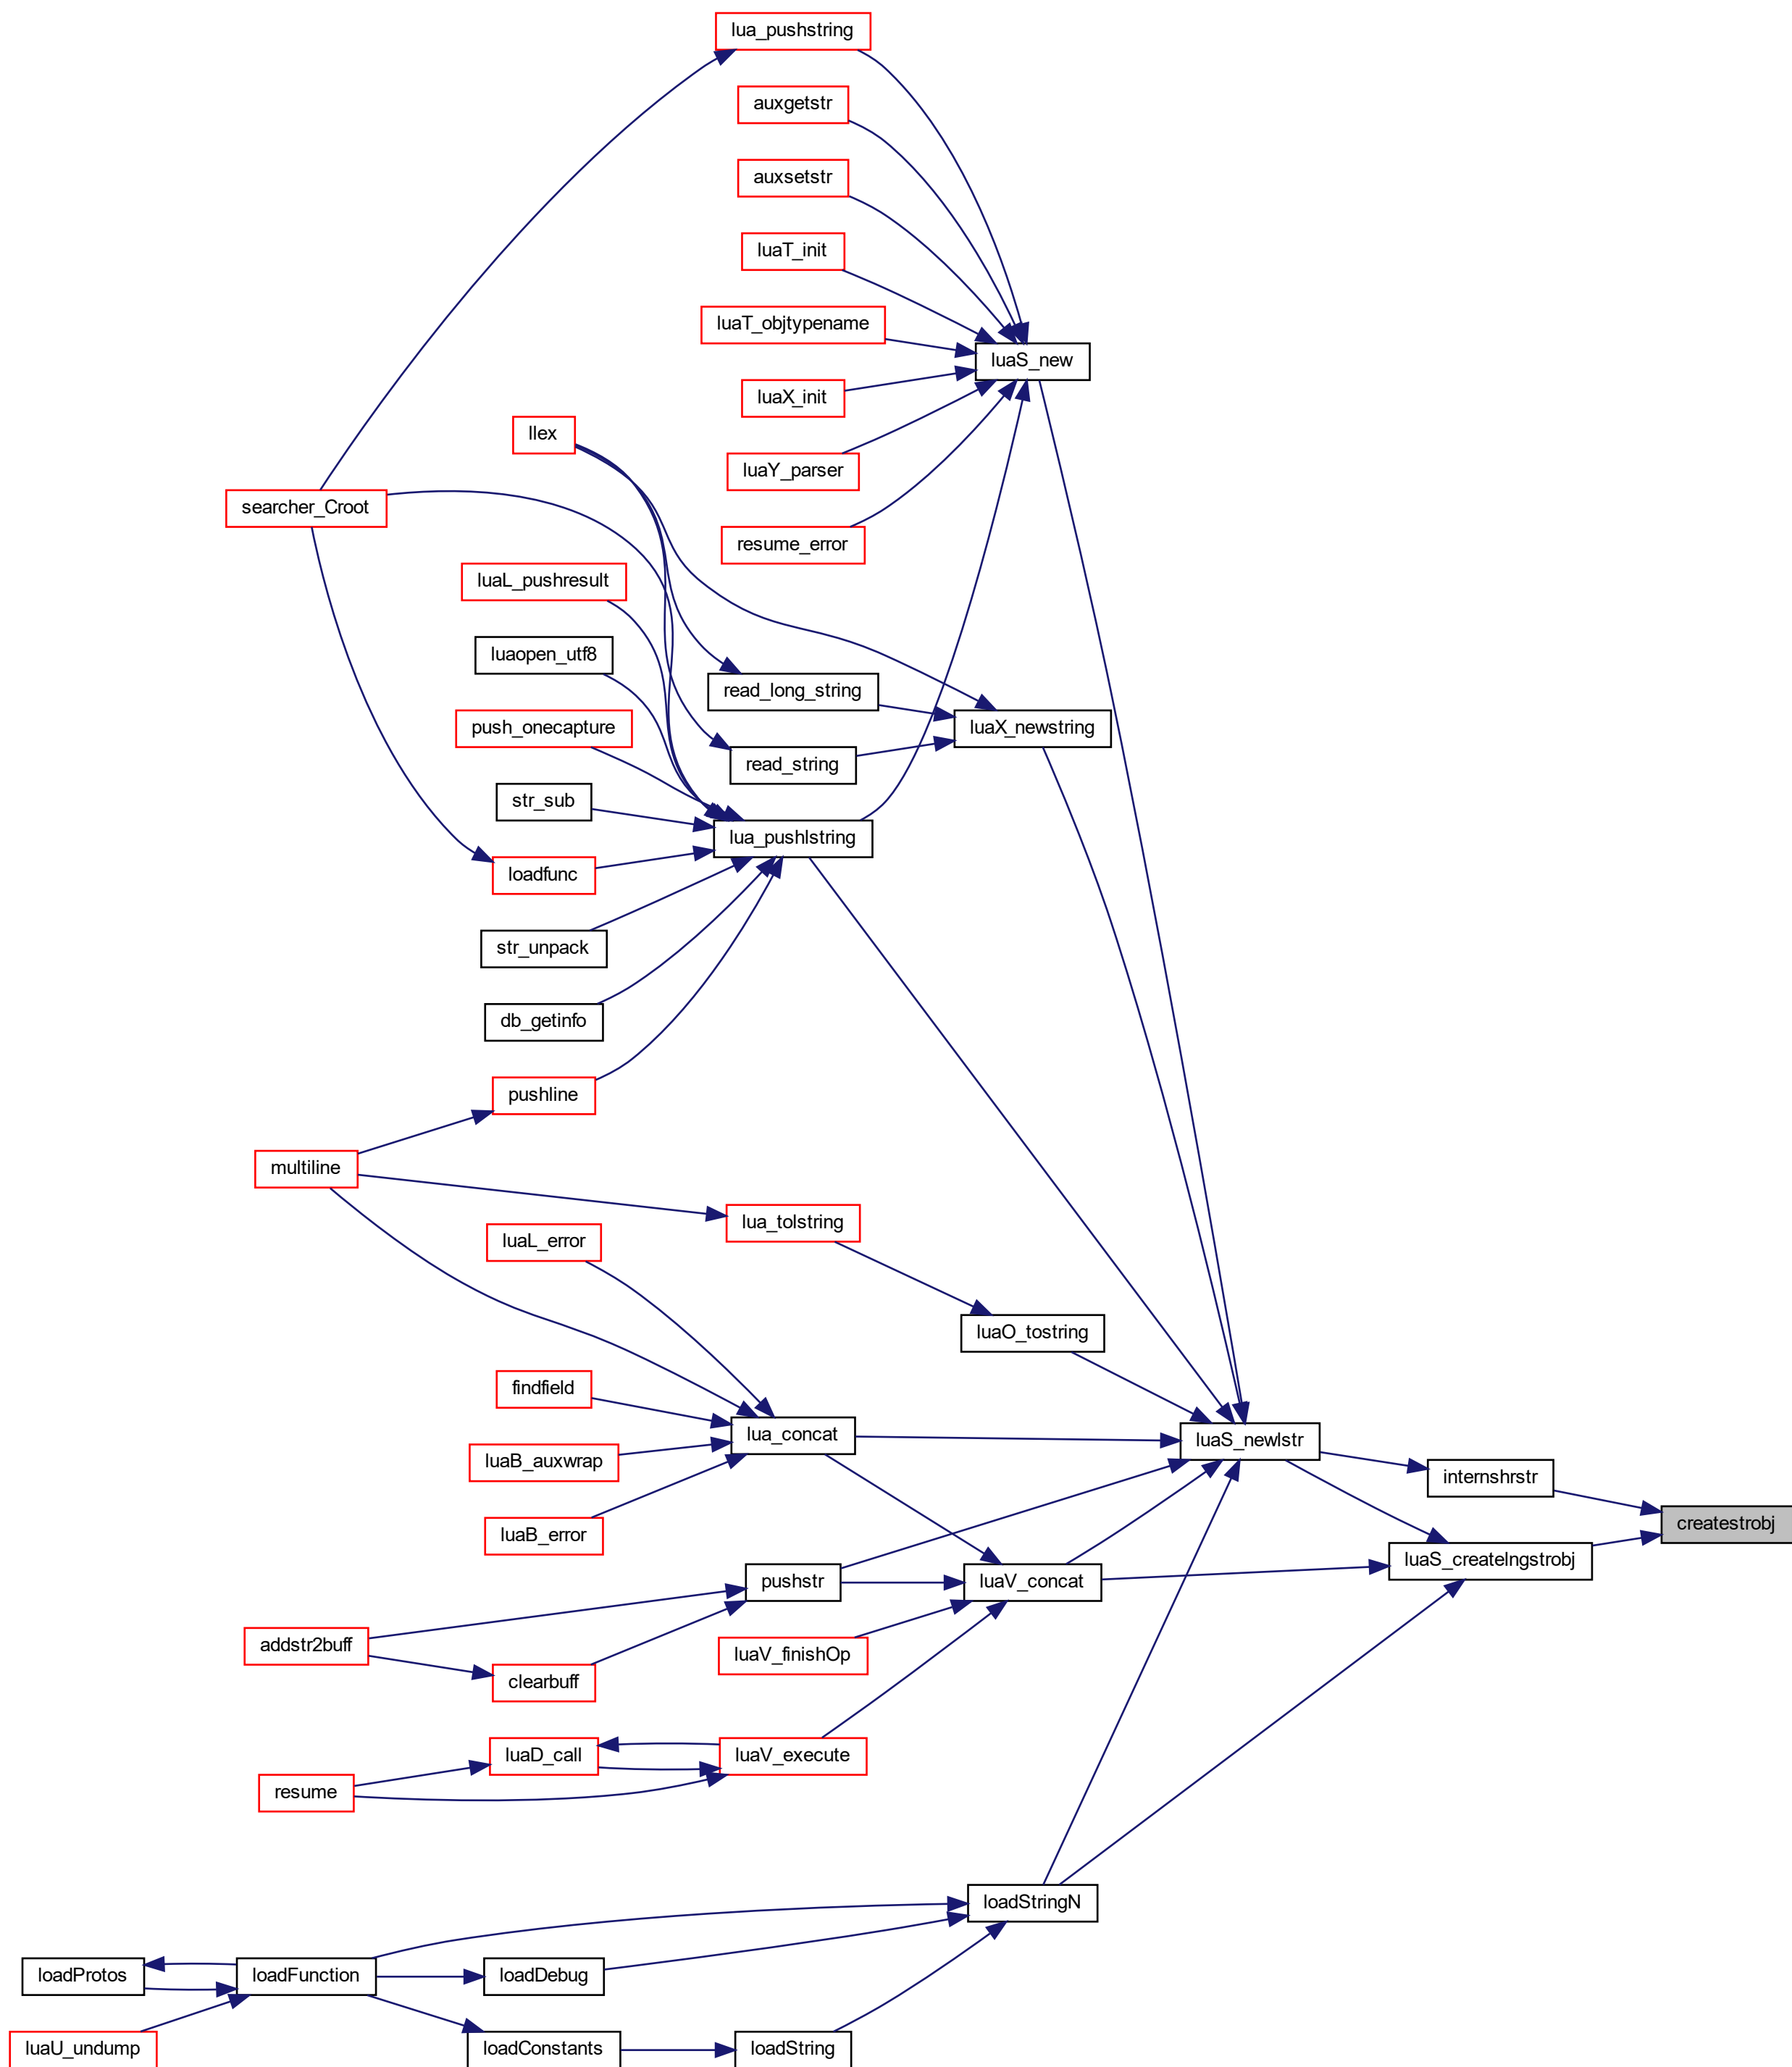 lua_pushstring
auxgetstr
auxsetstr
luaT_init
luaT_objtypename
luaS_new
luaX_init
llex
luaY_parser
searcher_Croot
resume_error
luaL_pushresult
luaopen_utf8
read_long_string
push_onecapture
luaX_newstring
read_string
str_sub
lua_pushlstring
loadfunc
str_unpack
db_getinfo
pushline
multiline
lua_tolstring
luaL_error
luaO_tostring
findfield
lua_concat
luaS_newlstr
luaB_auxwrap
internshrstr
createstrobj
luaB_error
luaS_createlngstrobj
pushstr
luaV_concat
addstr2buff
luaV_finishOp
clearbuff
luaD_call
luaV_execute
resume
loadStringN
loadProtos
loadFunction
loadDebug
luaU_undump
loadConstants
loadString